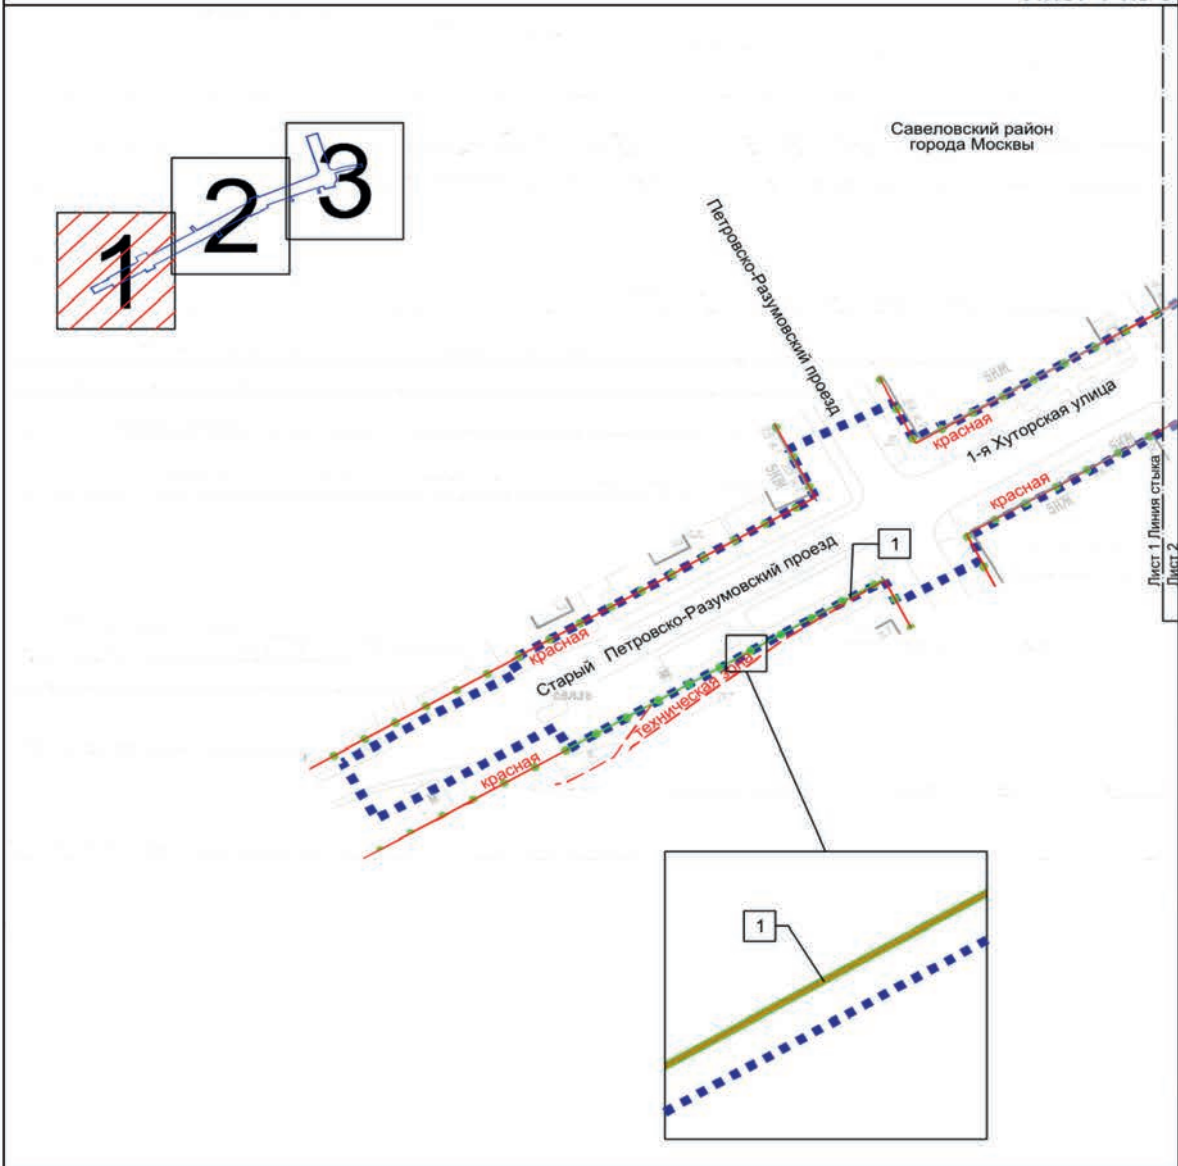 Савеловский район
города Москвы
1
2
3
Петровско-Разумовский проезд
1-я Хуторская улица
красная
красная
Лист 1 Линия стыка
Лист 2
1
Старый Петровско-Разумовский проезд
красная
техническая зона
красная
1